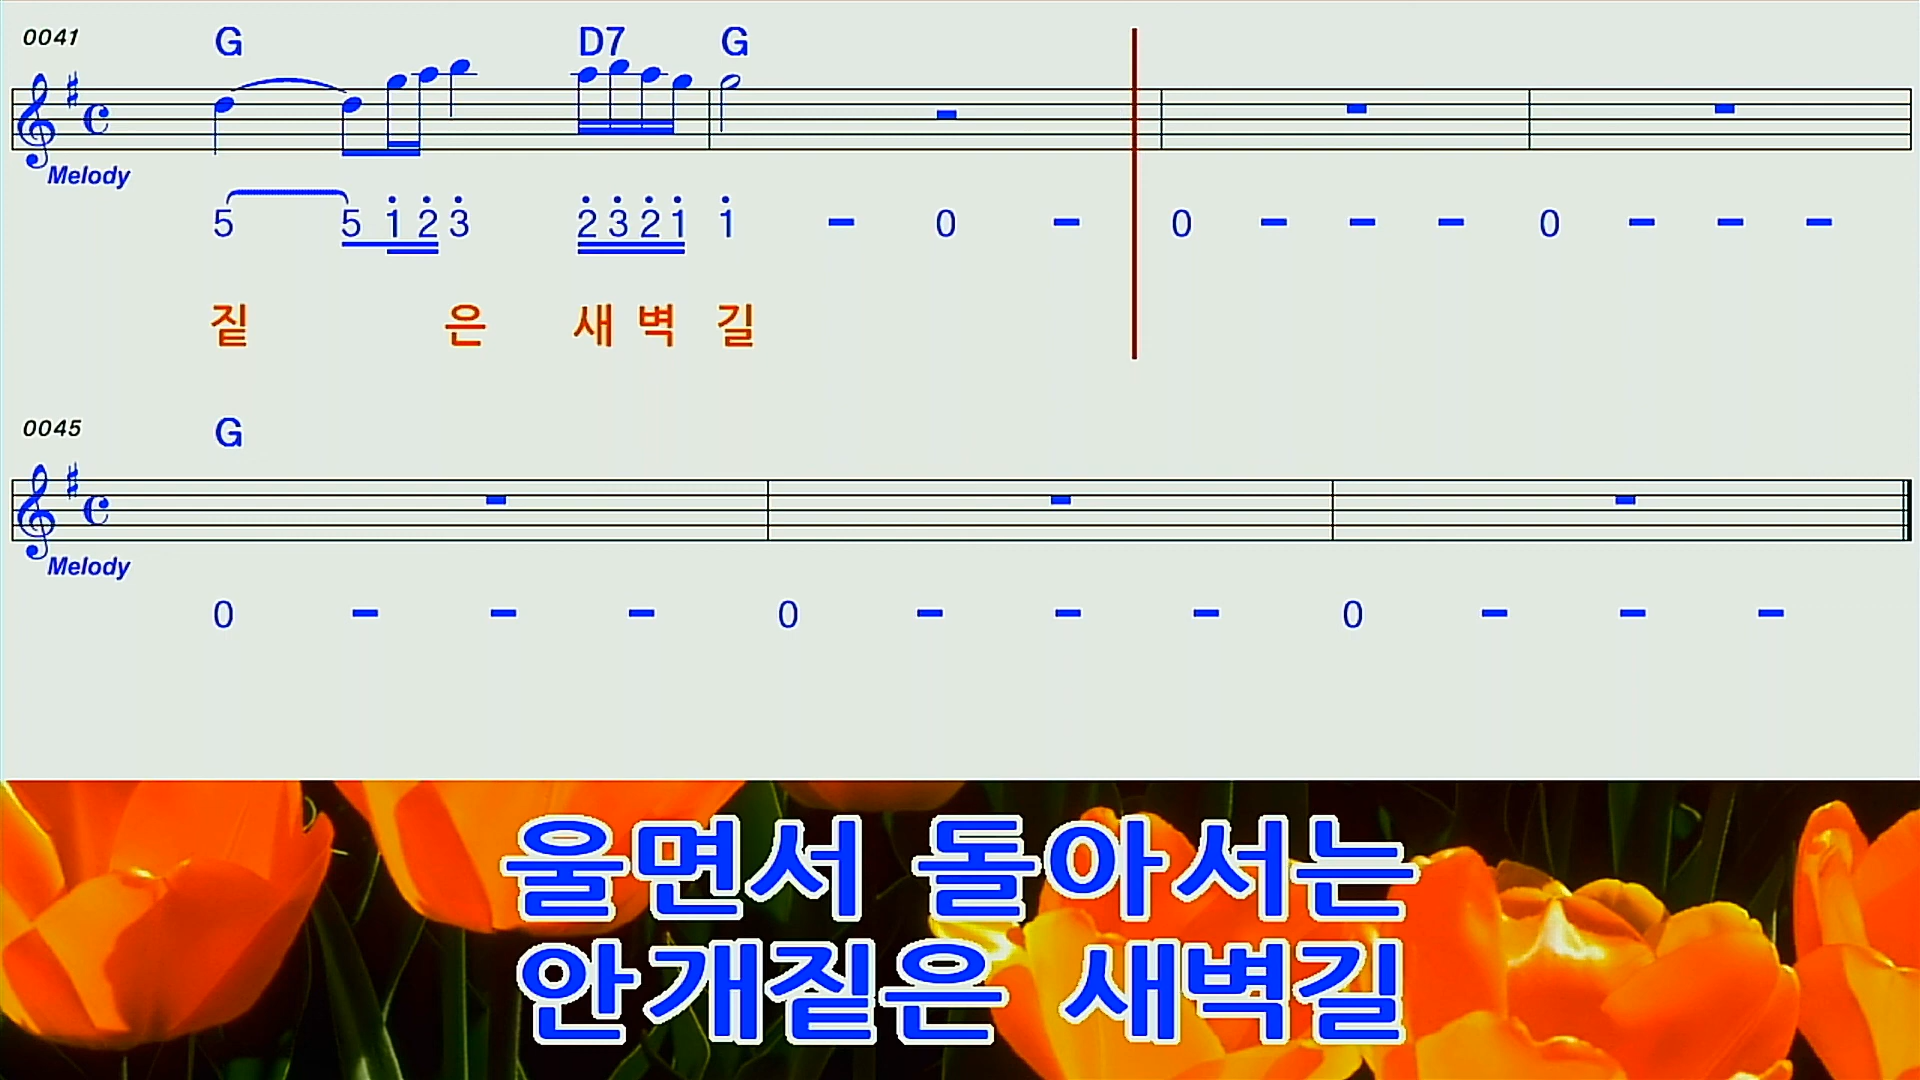 0041 G D7 G
Melody
5 5 1 2 3 2 3 2 1 1 - 0 - 0 - - - 0 - - -
짙 은 새 벽 길
0045 G
Melody
0 - - - 0 - - - 0 - - -
울면서 돌아서는
안개짙은 새벽길